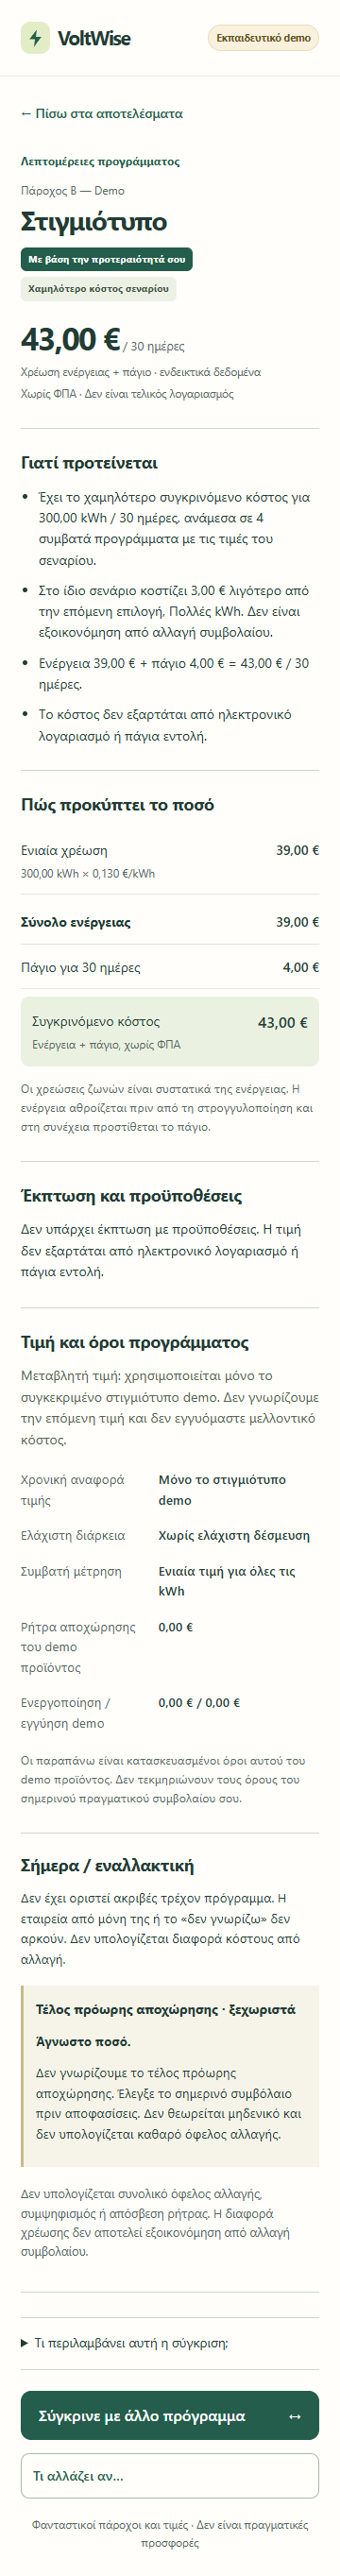 VoltWise
Εκπαιδευτικό demo
← Πίσω στα αποτελέσματα
Λεπτομέρειες προγράμματος
Πάροχος Β — Demo
Στιγμιότυπο
Με βάση την προτεραιότητά σου
Χαμηλότερο κόστος σεναρίου
43,00 € / 30 ημέρες
Χρέωση ενέργειας + πάγιο · ενδεικτικά δεδομένα
Χωρίς ΦΠΑ · Δεν είναι τελικός λογαριασμός
Γιατί προτείνεται
• Έχει το χαμηλότερο συγκρινόμενο κόστος για
300,00 kWh / 30 ημέρες, ανάμεσα σε 4
συμβατά προγράμματα με τις τιμές του
σεναρίου.
• Στο ίδιο σενάριο κοστίζει 3,00 € λιγότερο από
την επόμενη επιλογή, Πολλές kWh. Δεν είναι
εξοικονόμηση από αλλαγή συμβολαίου.
• Ενέργεια 39,00 € + πάγιο 4,00 € = 43,00 € / 30
ημέρες.
• Το κόστος δεν εξαρτάται από ηλεκτρονικό
λογαριασμό ή πάγια εντολή.
Πώς προκύπτει το ποσό
Ενιαία χρέωση 39,00 €
300,00 kWh × 0,130 €/kWh
Σύνολο ενέργειας 39,00 €
Πάγιο για 30 ημέρες 4,00 €
Συγκρινόμενο κόστος 43,00 €
Ενέργεια + πάγιο, χωρίς ΦΠΑ
Οι χρεώσεις ζωνών είναι συστατικά της ενέργειας. Η
ενέργεια αθροίζεται πριν από τη στρογγυλοποίηση και
στη συνέχεια προστίθεται το πάγιο.
Έκπτωση και προϋποθέσεις
Δεν υπάρχει έκπτωση με προϋποθέσεις. Η τιμή
δεν εξαρτάται από ηλεκτρονικό λογαριασμό ή
πάγια εντολή.
Τιμή και όροι προγράμματος
Μεταβλητή τιμή: χρησιμοποιείται μόνο το
συγκεκριμένο στιγμιότυπο demo. Δεν γνωρίζουμε
την επόμενη τιμή και δεν εγγυόμαστε μελλοντικό
κόστος.
Χρονική αναφορά Μόνο το στιγμιότυπο
τιμής demo
Ελάχιστη διάρκεια Χωρίς ελάχιστη δέσμευση
Συμβατή μέτρηση Ενιαία τιμή για όλες τις
kWh
Ρήτρα αποχώρησης 0,00 €
του demo
προϊόντος
Ενεργοποίηση / 0,00 € / 0,00 €
εγγύηση demo
Οι παραπάνω είναι κατασκευασμένοι όροι αυτού του
demo προϊόντος. Δεν τεκμηριώνουν τους όρους του
σημερινού πραγματικού συμβολαίου σου.
Σήμερα / εναλλακτική
Δεν έχει οριστεί ακριβές τρέχον πρόγραμμα. Η
εταιρεία από μόνη της ή το «δεν γνωρίζω» δεν
αρκούν. Δεν υπολογίζεται διαφορά κόστους από
αλλαγή.
Τέλος πρόωρης αποχώρησης · ξεχωριστά
Άγνωστο ποσό.
Δεν γνωρίζουμε το τέλος πρόωρης
αποχώρησης. Έλεγξε το σημερινό συμβόλαιο
πριν αποφασίσεις. Δεν θεωρείται μηδενικό και
δεν υπολογίζεται καθαρό όφελος αλλαγής.
Δεν υπολογίζεται συνολικό όφελος αλλαγής,
συμψηφισμός ή απόσβεση ρήτρας. Η διαφορά
χρέωσης δεν αποτελεί εξοικονόμηση από αλλαγή
συμβολαίου.
▶ Τι περιλαμβάνει αυτή η σύγκριση;
Σύγκρινε με άλλο πρόγραμμα ↔
Τι αλλάζει αν...
Φανταστικοί πάροχοι και τιμές · Δεν είναι πραγματικές
προσφορές